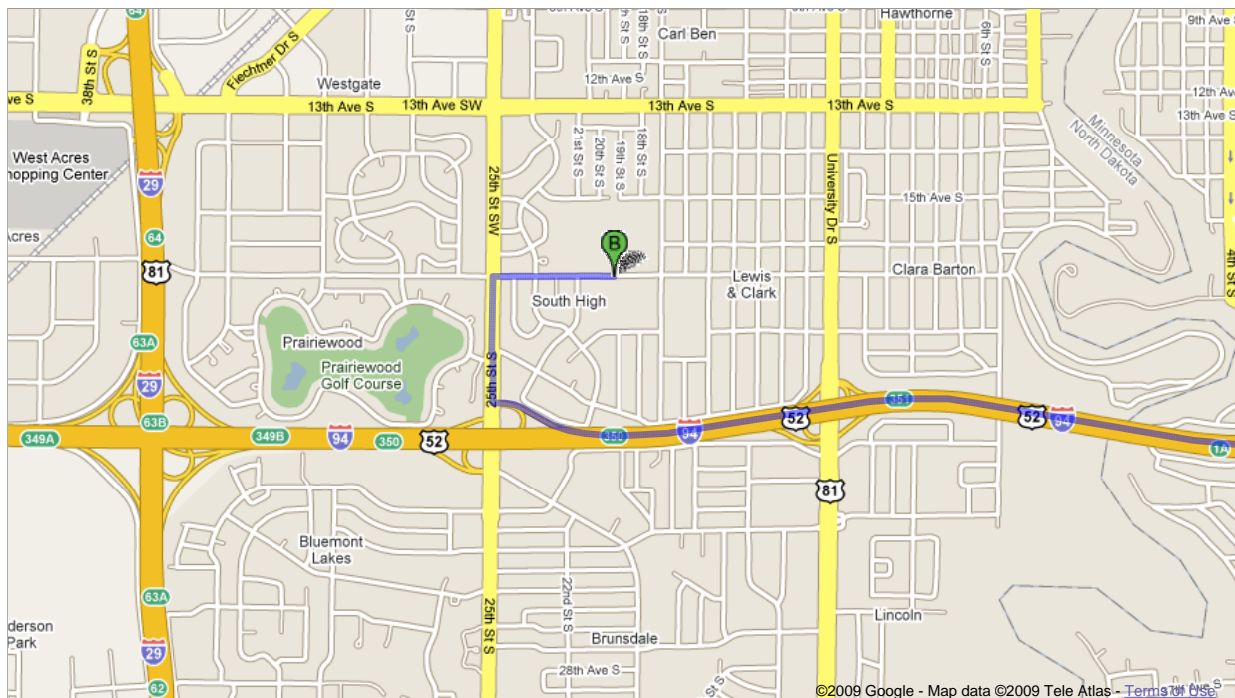 64
38th St S
Fiechtner Dr S
St S
18th St S
Carl Ben
Hawthorne
6th St S
9th Ave S
Westgate
12th Ave S
ve S
13th Ave S
13th Ave SW
13th Ave S
13th Ave S
12th Av
13th Ave S
West Acres
hopping Center
29
Minnesota
North Dakota
21st St S
20th St S
19th St S
18th St S
25th St SW
University Dr S
15th Ave S
Acres
64
81
B
Clara Barton
Lewis
& Clark
4th St S
South High
63A
Prairiewood
Prairiewood
Golf Course
29
25th St S
63B
349A
349B
94
350
52
350
94
52
351
52
94
1A
81
Bluemont
Lakes
63A
22nd St S
25th St S
Lincoln
derson
Park
29
Brunsdale
28th Ave S
62
St S
©2009 Google - Map data ©2009 Tele Atlas - Terms of Use